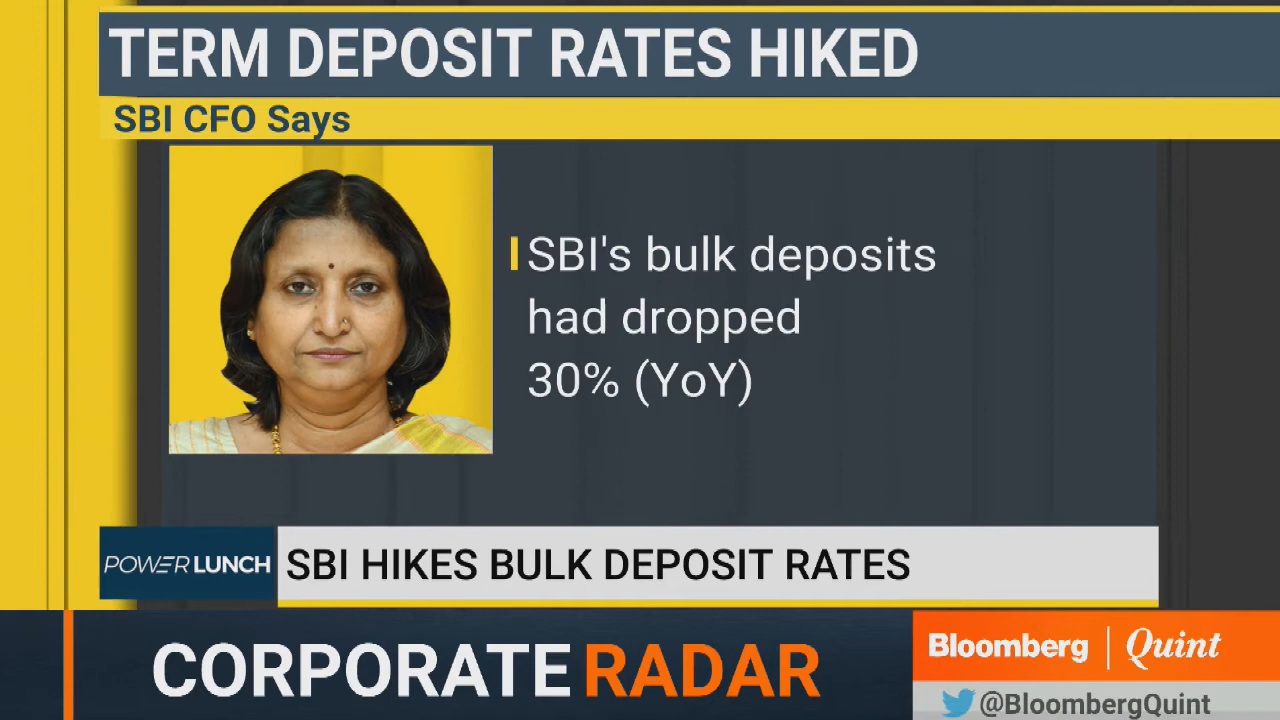 TERM DEPOSIT RATES HIKED
SBI CFO Says
SBI's bulk deposits
had dropped
30% (YoY)
POWER LUNCH
SBI HIKES BULK DEPOSIT RATES
CORPORATE RADAR
Bloomberg | Quint
@BloombergQuint